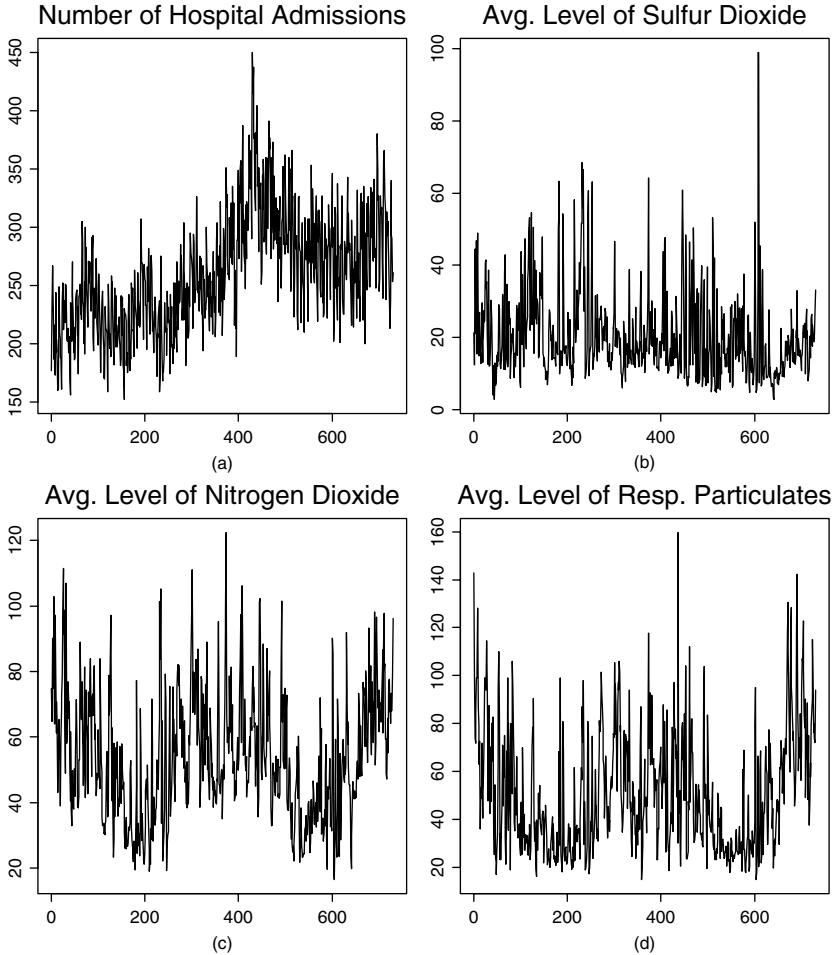 Number of Hospital Admissions
450
400
350
300
250
200
150
0 200 400 600
(a)
Avg. Level of Sulfur Dioxide
100
80
60
40
20
0
0 200 400 600
(b)
Avg. Level of Nitrogen Dioxide
120
100
80
60
40
20
0 200 400 600
(c)
Avg. Level of Resp. Particulates
160
140
120
100
80
60
40
20
0 200 400 600
(d)